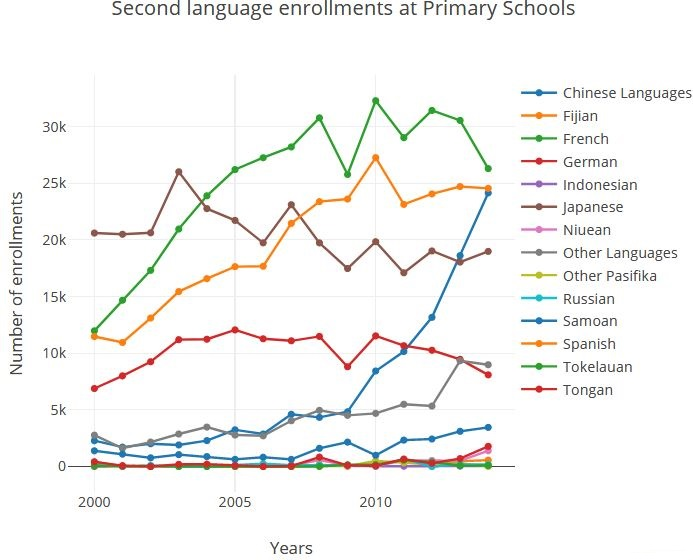 Second language enrollments at Primary Schools
Number of enrollments
30k
25k
20k
15k
10k
5k
0
2000
2005
2010
Years
Chinese Languages
Fijian
French
German
Indonesian
Japanese
Niuean
Other Languages
Other Pasifika
Russian
Samoan
Spanish
Tokelauan
Tongan